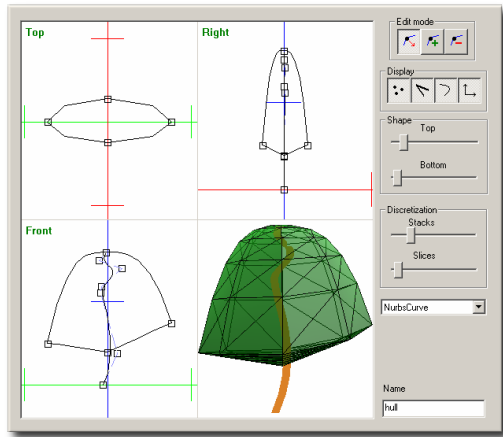 Top
Right
Edit mode
Display
Shape
Top
Bottom
Front
Discretization
Stacks
Slices
NurbsCurve
Name
hull